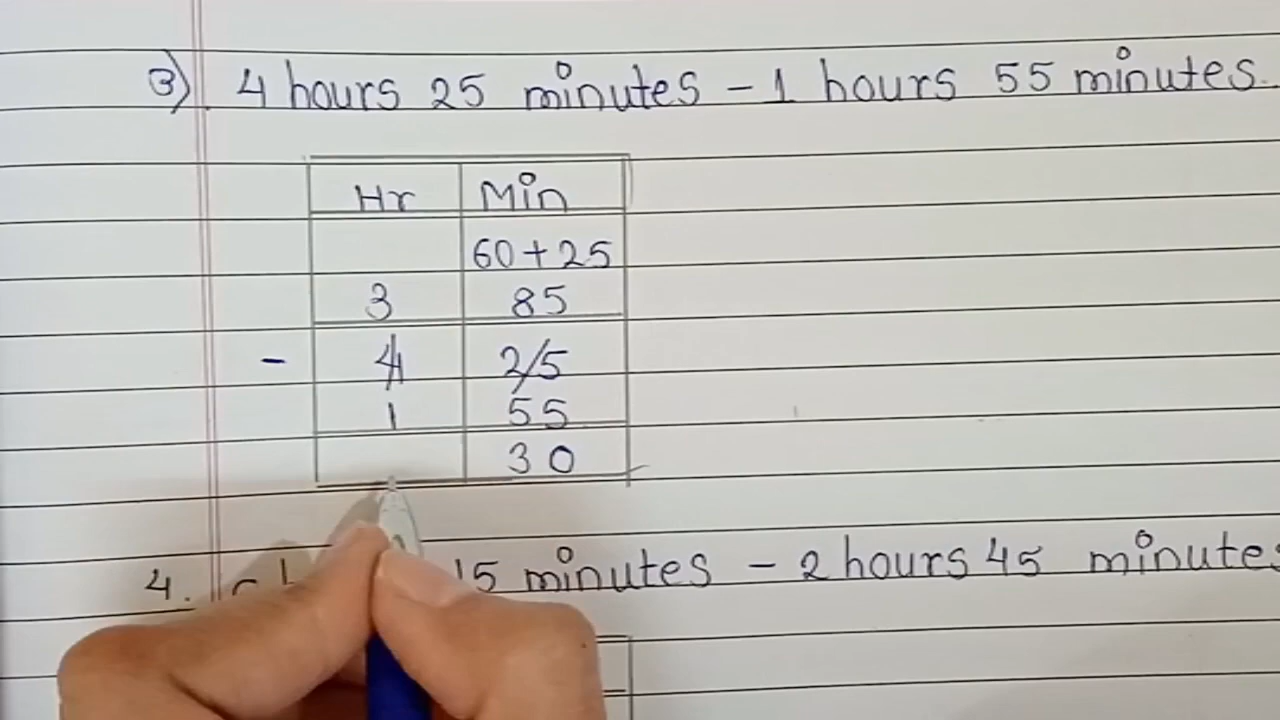 3) 4 hours 25 minutes - 1 hours 55 minutes.
Hr Min
60+25
3 85
- 4 25
1 55
30
4. 15 minutes - 2 hours 45 minutes